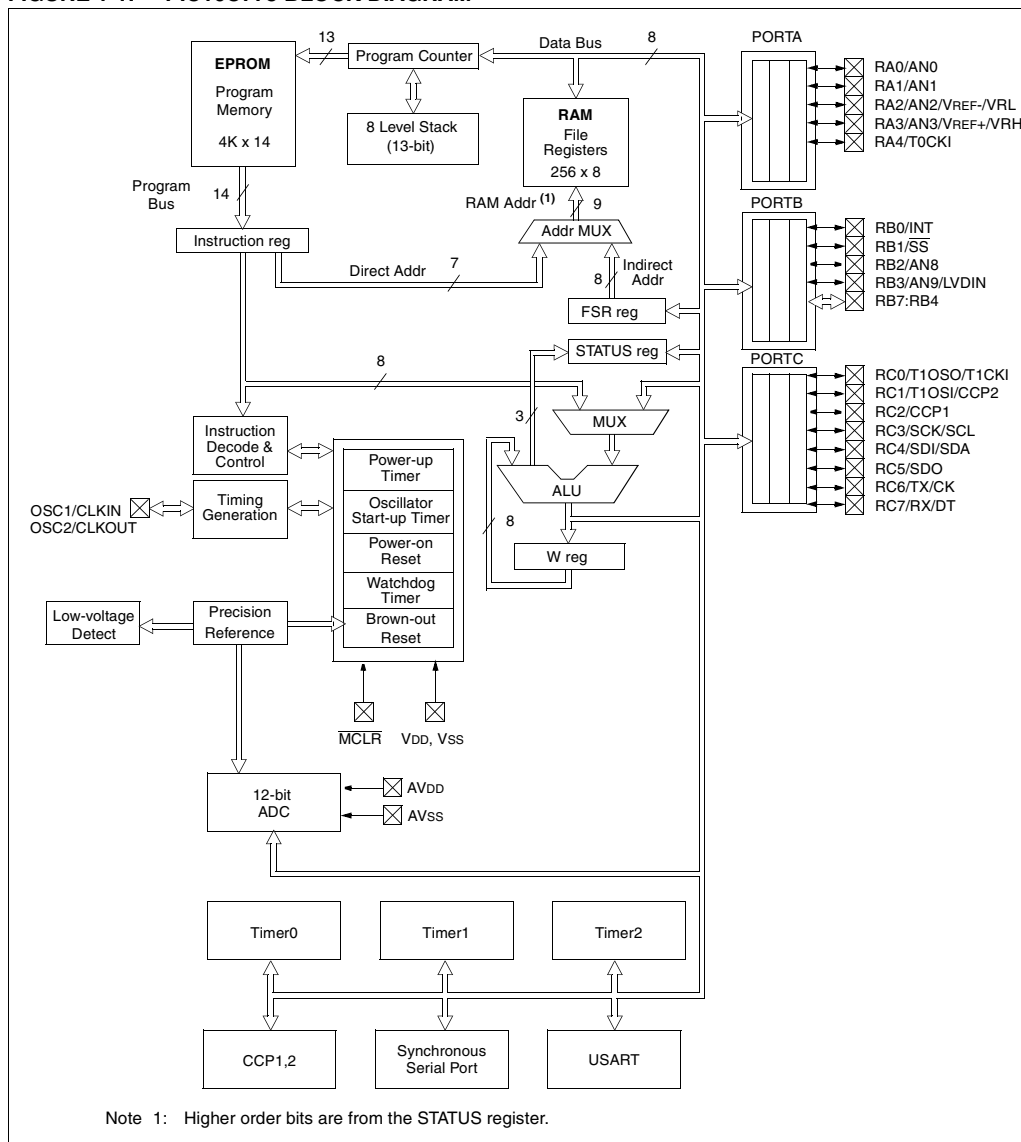 13
Data Bus
8
PORTA
EPROM
Program
Memory
4K x 14
Program Counter
8 Level Stack
(13-bit)
RAM
File
Registers
256 x 8
RA0/AN0
RA1/AN1
RA2/AN2/VREF-/VRL
RA3/AN3/VREF+/VRH
RA4/T0CKI
Program
Bus
14
RAM Addr (1)
9
PORTB
Instruction reg
Addr MUX
Direct Addr
7
8
Indirect
Addr
FSR reg
RB0/INT
RB1/SS
RB2/AN8
RB3/AN9/LVDIN
RB7:RB4
STATUS reg
8
PORTC
3
MUX
RC0/T1OSO/T1CKI
RC1/T1OSI/CCP2
RC2/CCP1
RC3/SCK/SCL
RC4/SDI/SDA
RC5/SDO
RC6/TX/CK
RC7/RX/DT
Instruction
Decode &
Control
Power-up
Timer
Oscillator
Start-up Timer
Power-on
Reset
Watchdog
Timer
Brown-out
Reset
ALU
8
W reg
OSC1/CLKIN
OSC2/CLKOUT
Timing
Generation
Low-voltage
Detect
Precision
Reference
MCLR
VDD, VSS
12-bit
ADC
AVDD
AVSS
Timer0
Timer1
Timer2
CCP1,2
Synchronous
Serial Port
USART
Note 1: Higher order bits are from the STATUS register.